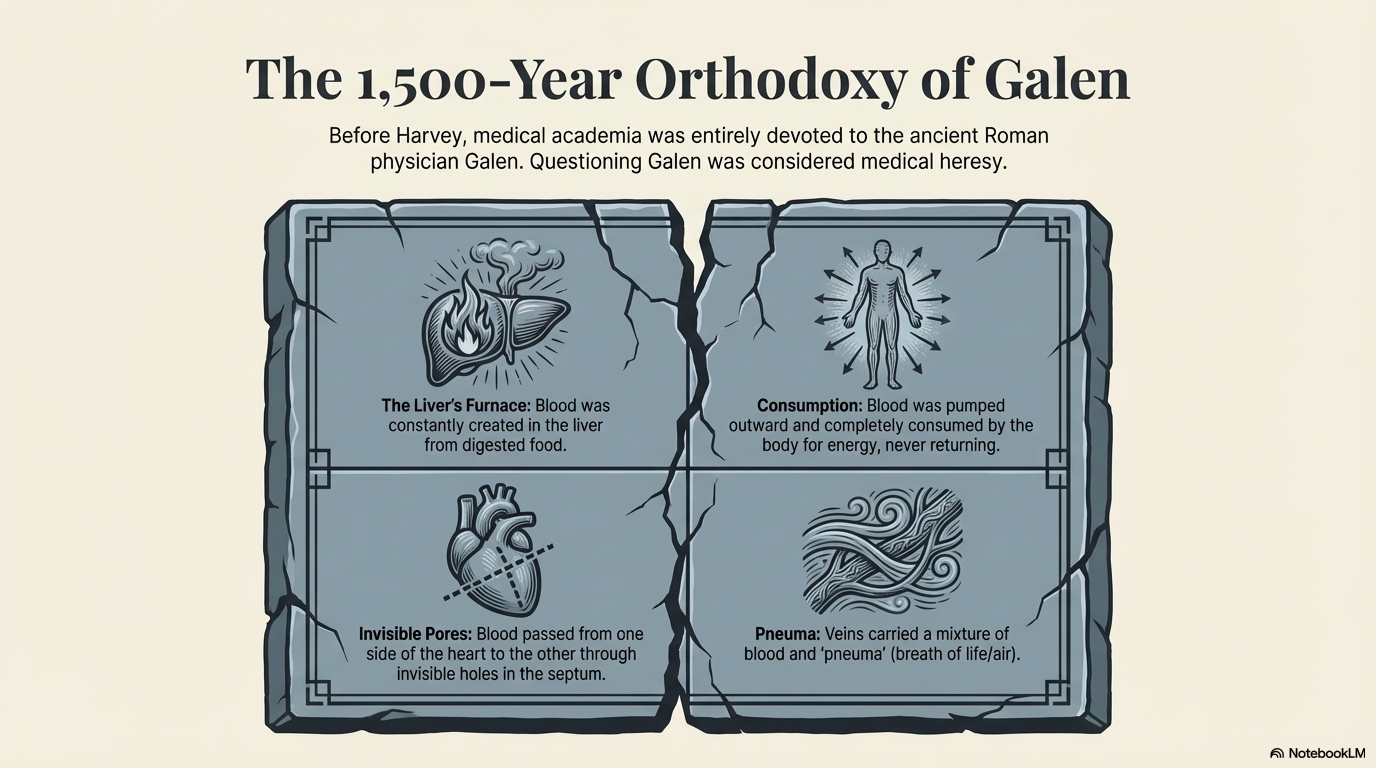 The 1,500-Year Orthodoxy of Galen
Before Harvey, medical academia was entirely devoted to the ancient Roman
physician Galen. Questioning Galen was considered medical heresy.
The Liver's Furnace: Blood was
constantly created in the liver
from digested food.
Consumption: Blood was pumped
outward and completely consumed by the
body for energy, never returning.
Invisible Pores: Blood passed from one
side of the heart to the other through
invisible holes in the septum.
Pneuma: Veins carried a mixture of
blood and ‘pneuma’ (breath of life/air).
NotebookLM